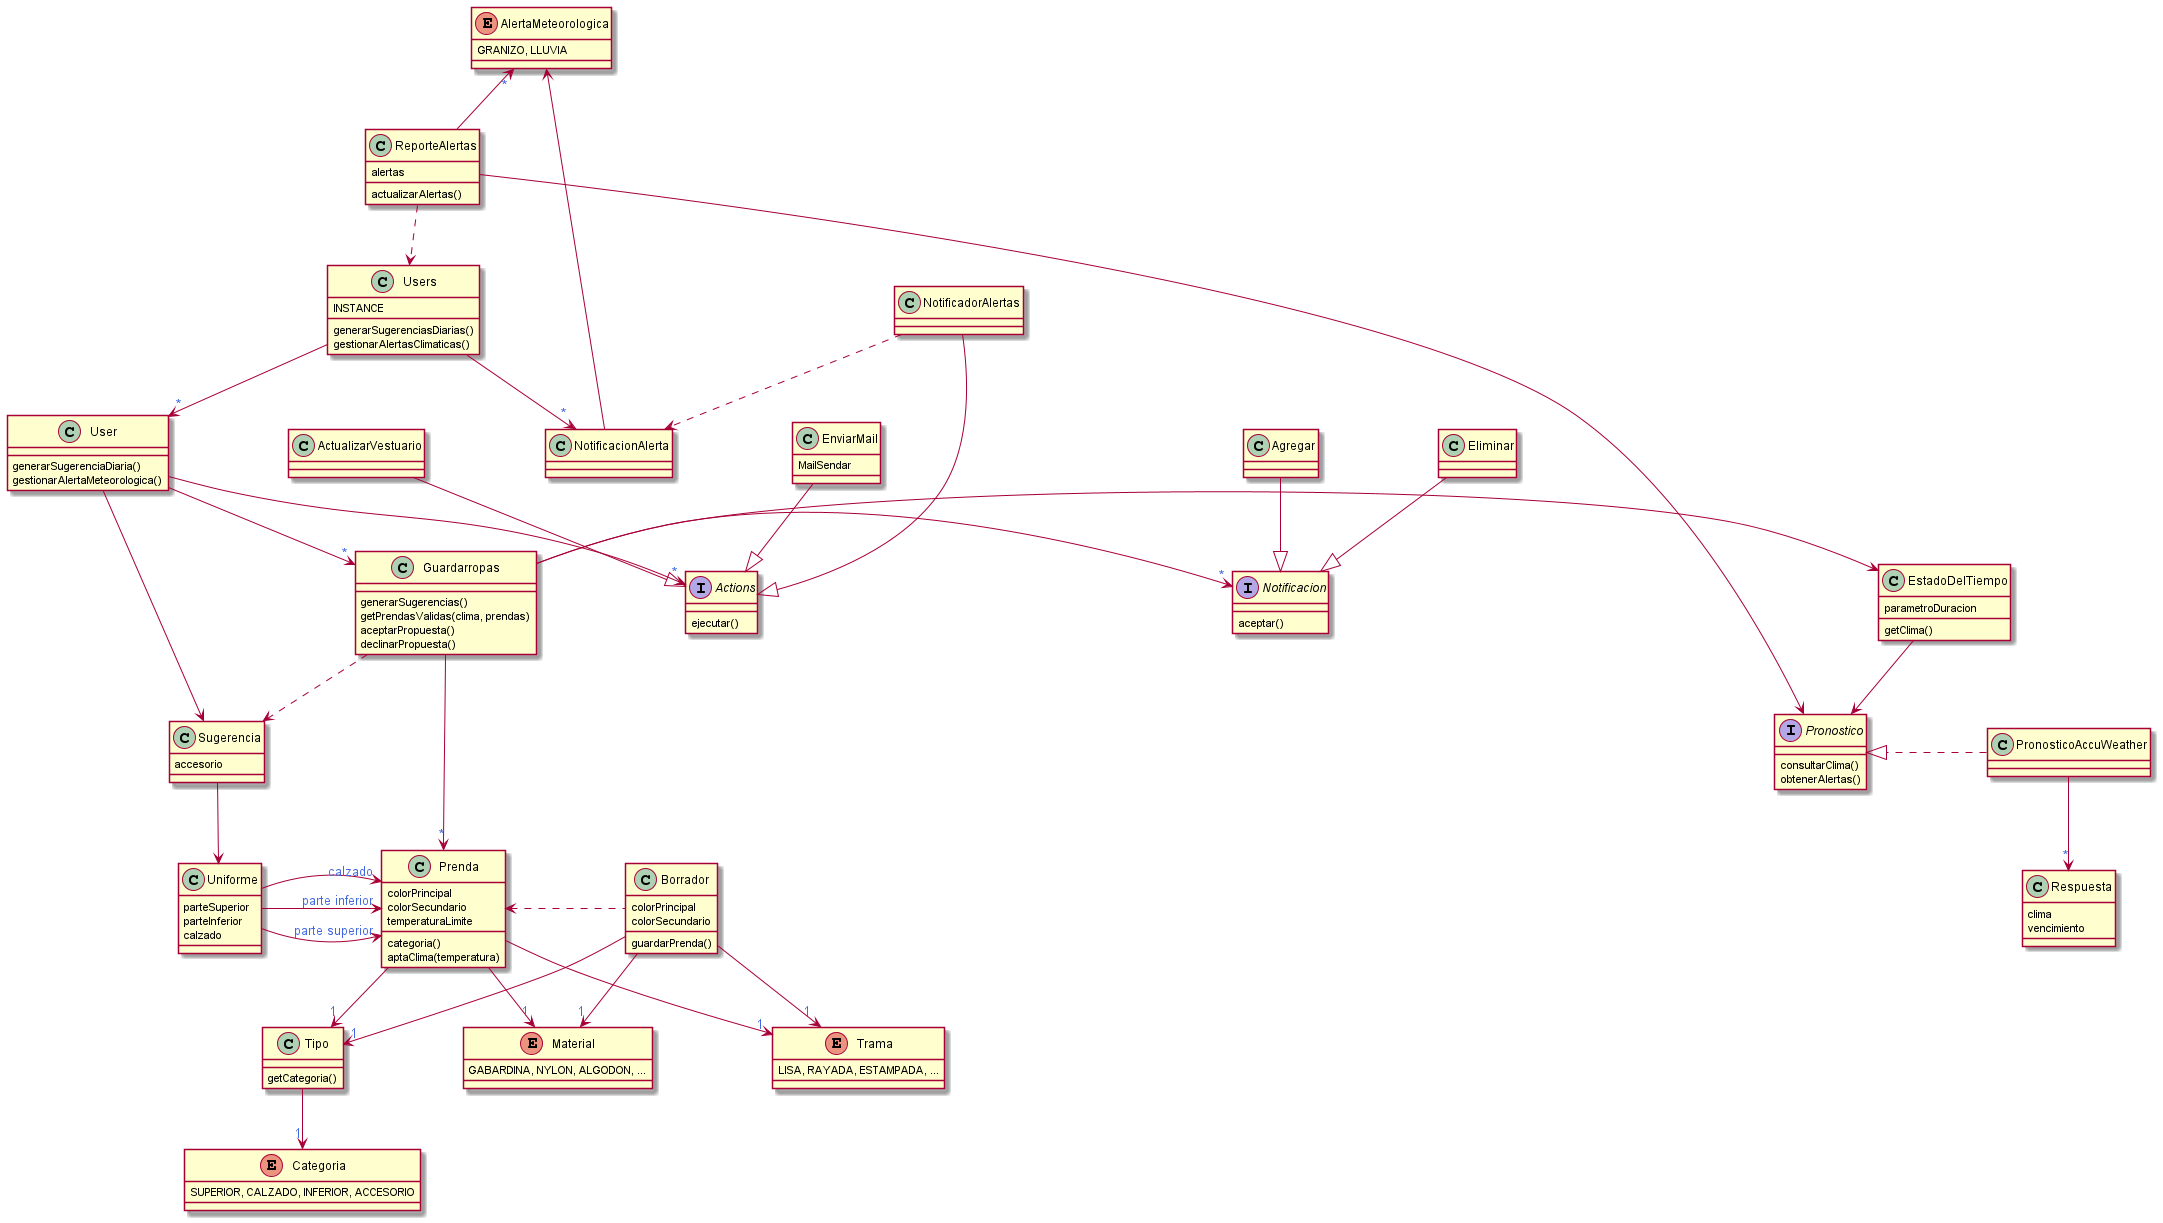 E AlertaMeteorologica
GRANIZO, LLUVIA
*
C ReporteAlertas
alertas
actualizarAlertas()
C Users
INSTANCE
generarSugerenciasDiarias()
gestionarAlertasClimaticas()
C NotificadorAlertas
*
*
C User
generarSugerenciaDiaria()
gestionarAlertaMeteorologica()
C ActualizarVestuario
C NotificacionAlerta
C EnviarMail
MailSendar
C Agregar
C Eliminar
*
C Guardarropas
generarSugerencias()
getPrendasValidas(clima, prendas)
aceptarPropuesta()
declinarPropuesta()
*
I Actions
ejecutar()
*
I Notificacion
aceptar()
C EstadoDelTiempo
parametroDuracion
getClima()
C Sugerencia
accesorio
I Pronostico
consultarClima()
obtenerAlertas()
C PronosticoAccuWeather
*
*
C Uniforme
parteSuperior
parteInferior
calzado
calzado
parte inferior
parte superior
C Prenda
colorPrincipal
colorSecundario
temperaturaLimite
categoria()
aptaClima(temperatura)
C Borrador
colorPrincipal
colorSecundario
guardarPrenda()
C Respuesta
clima
vencimiento
1
1
1
1
1
1
C Tipo
getCategoria()
E Material
GABARDINA, NYLON, ALGODON, ...
E Trama
LISA, RAYADA, ESTAMPADA, ...
1
E Categoria
SUPERIOR, CALZADO, INFERIOR, ACCESORIO